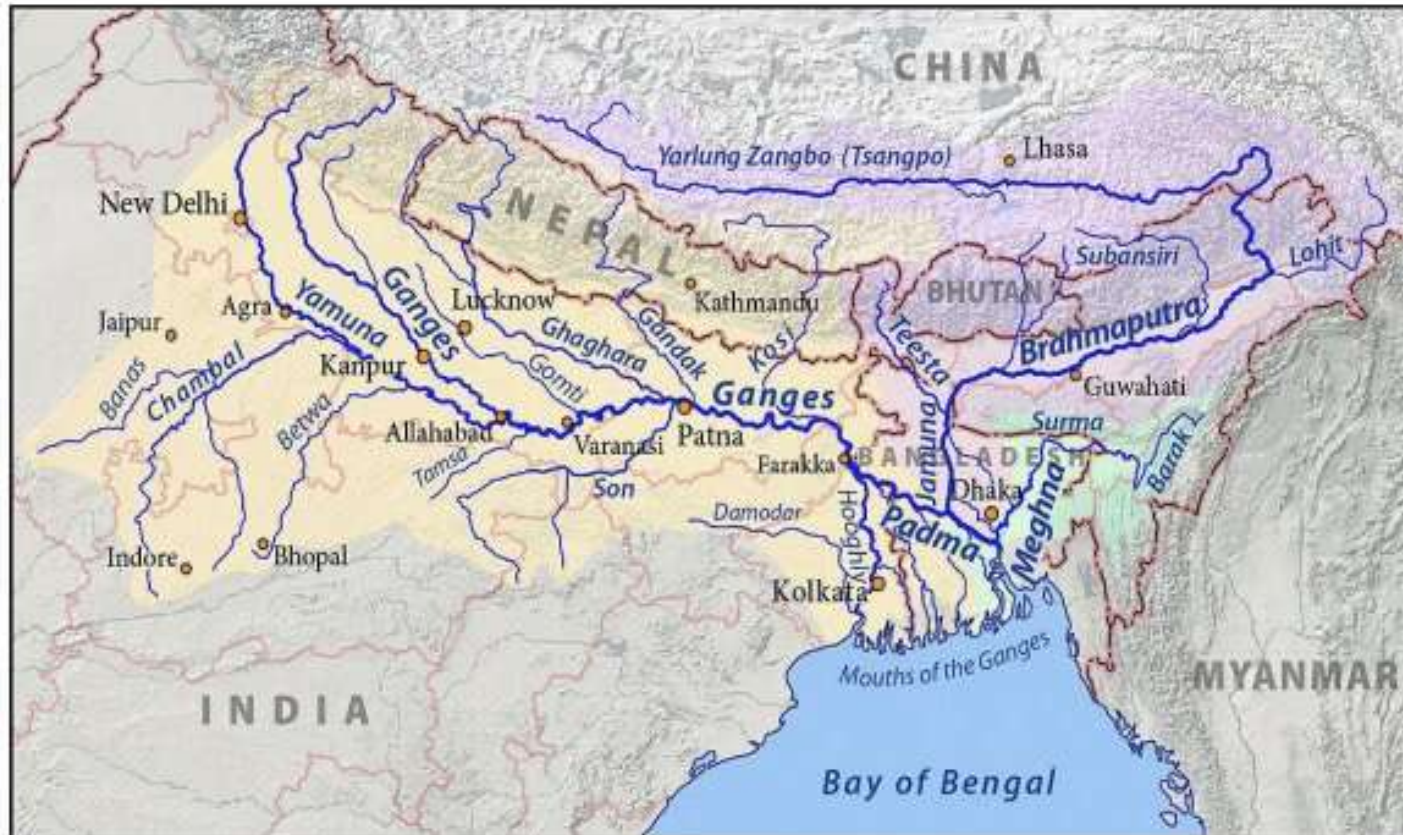 CHINA
Yarlung Zangbo (Tsangpo)
Lhasa
New Delhi
NEPAL
Subansiri
Lohit
Agra
Yamuna
Ganges
Lucknow
Kathmandu
BHUTAN
Jaipur
Ghaghara
Gandak
Kosi
Teesta
Brahmaputra
Banas
Chambal
Kanpur
Gomti
Ganges
Guwahati
Betwa
Allahabad
Varanasi
Patna
Jamuna
Surma
Tamsa
Son
Farakka
BANGLADESH
Barak
Dhaka
Damodar
Hooghly
Padma
Meghna
Indore
Bhopal
Kolkata
Mouths of the Ganges
INDIA
MYANMAR
Bay of Bengal